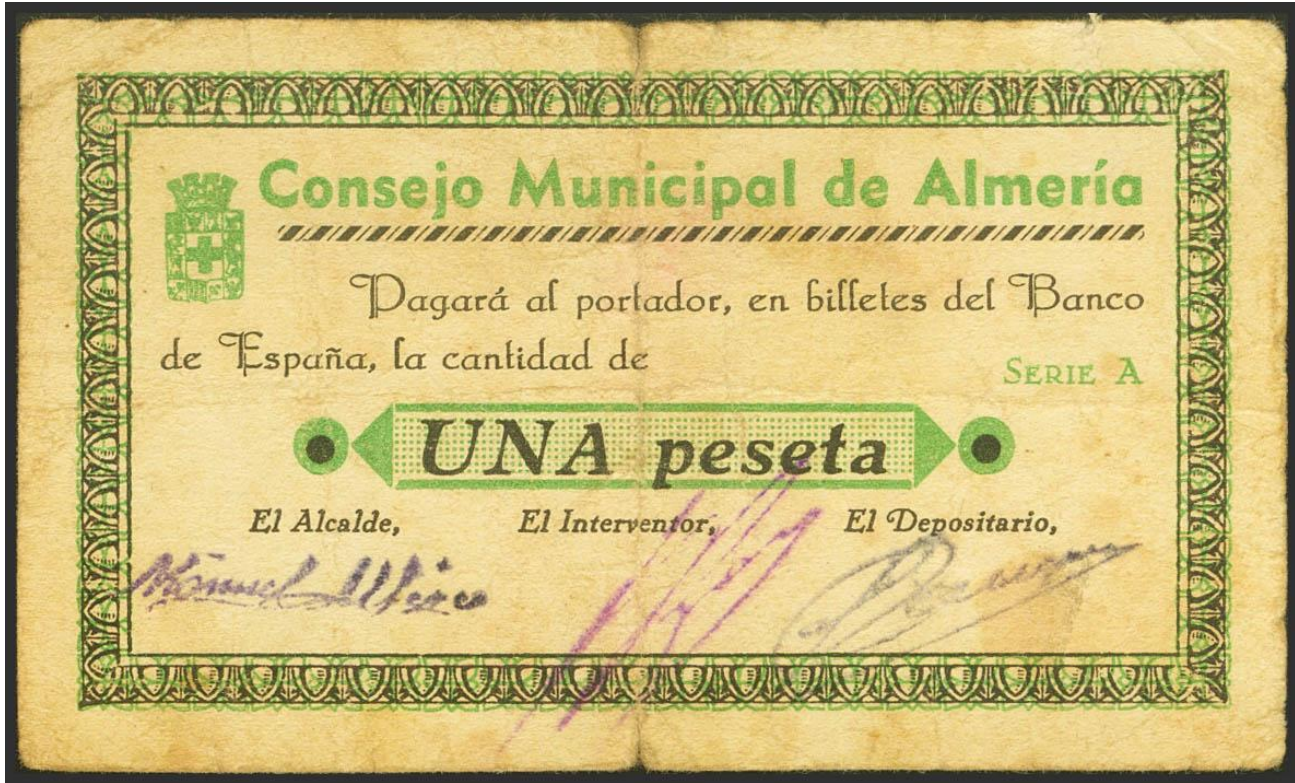 Consejo Municipal de Almería
Pagará al portador, en billetes del Banco
de España, la cantidad de
SERIE A
UNA peseta
El Alcalde, El Interventor, El Depositario,
Manuel